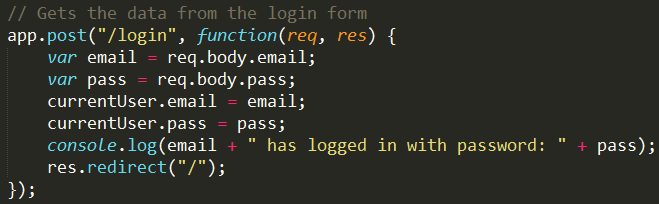 // Gets the data from the login form
app.post("/login", function(req, res) {
    var email = req.body.email;
    var pass = req.body.pass;
    currentUser.email = email;
    currentUser.pass = pass;
    console.log(email + " has logged in with password: " + pass);
    res.redirect("/");
});